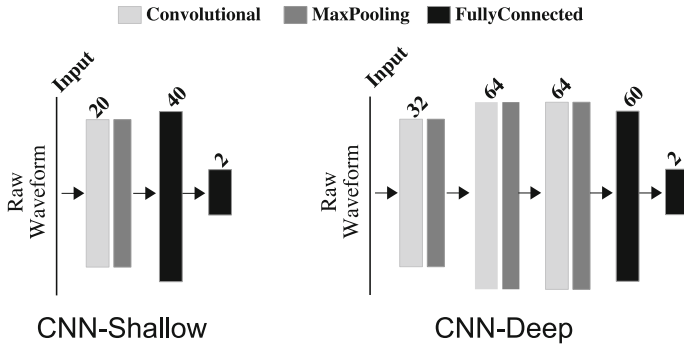 Convolutional MaxPooling FullyConnected
Input
20
40
2
Raw
Waveform
CNN-Shallow
Input
32
64
64
60
2
Raw
Waveform
CNN-Deep